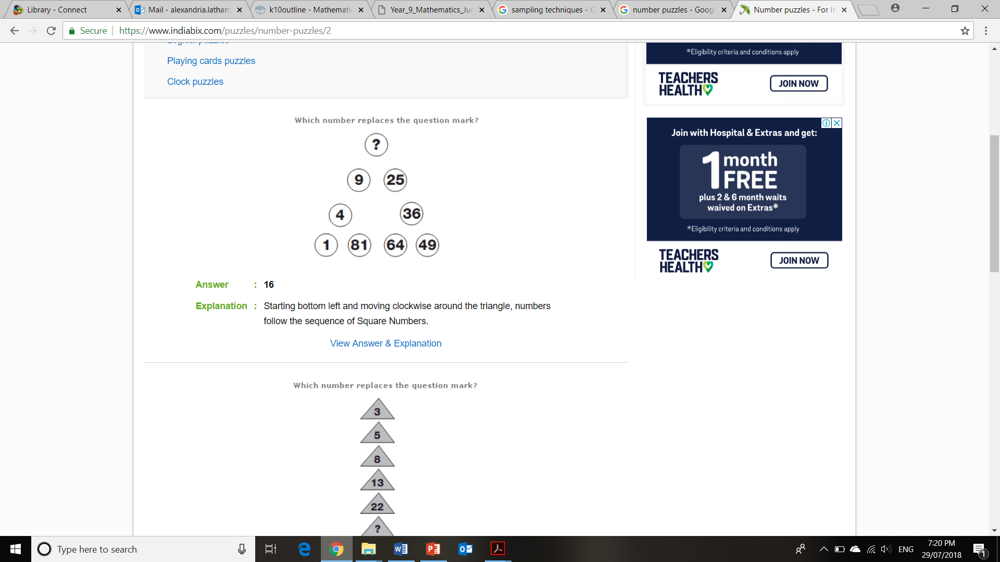 Library - Connect
Mail - alexandria.latham
k10outline - Mathemati
Year_9_Mathematics_Ju
sampling techniques - G
number puzzles - Goog
Number puzzles - For In
Secure
https://www.indiabix.com/puzzles/number-puzzles/2
Playing cards puzzles
Clock puzzles
*Eligibility criteria and conditions apply
TEACHERS
HEALTH
JOIN NOW
Which number replaces the question mark?
?
9 25
4 36
1 81 64 49
Answer : 16
Explanation : Starting bottom left and moving clockwise around the triangle, numbers
follow the sequence of Square Numbers.
View Answer & Explanation
Join with Hospital & Extras and get:
1 month
FREE
plus 2 & 6 month waits
waived on Extras*
*Eligibility criteria and conditions apply
TEACHERS
HEALTH
JOIN NOW
Which number replaces the question mark?
3
5
8
13
22
?
Type here to search
ENG
7:20 PM
29/07/2018
1